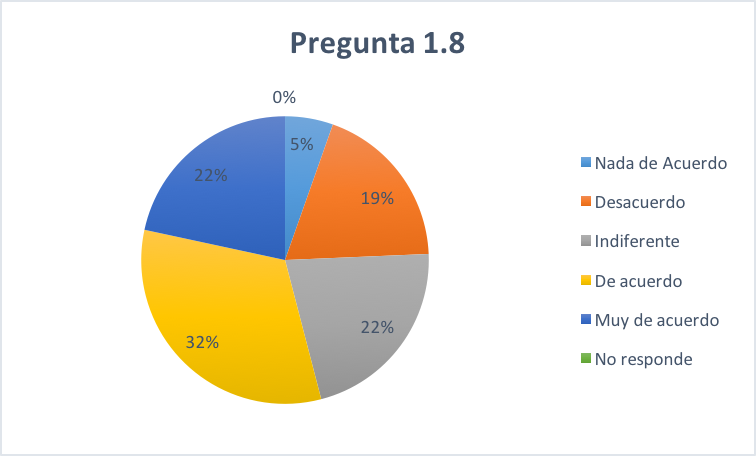 Pregunta 1.8
0%
5%
19%
22%
32%
22%
Nada de Acuerdo
Desacuerdo
Indiferente
De acuerdo
Muy de acuerdo
No responde